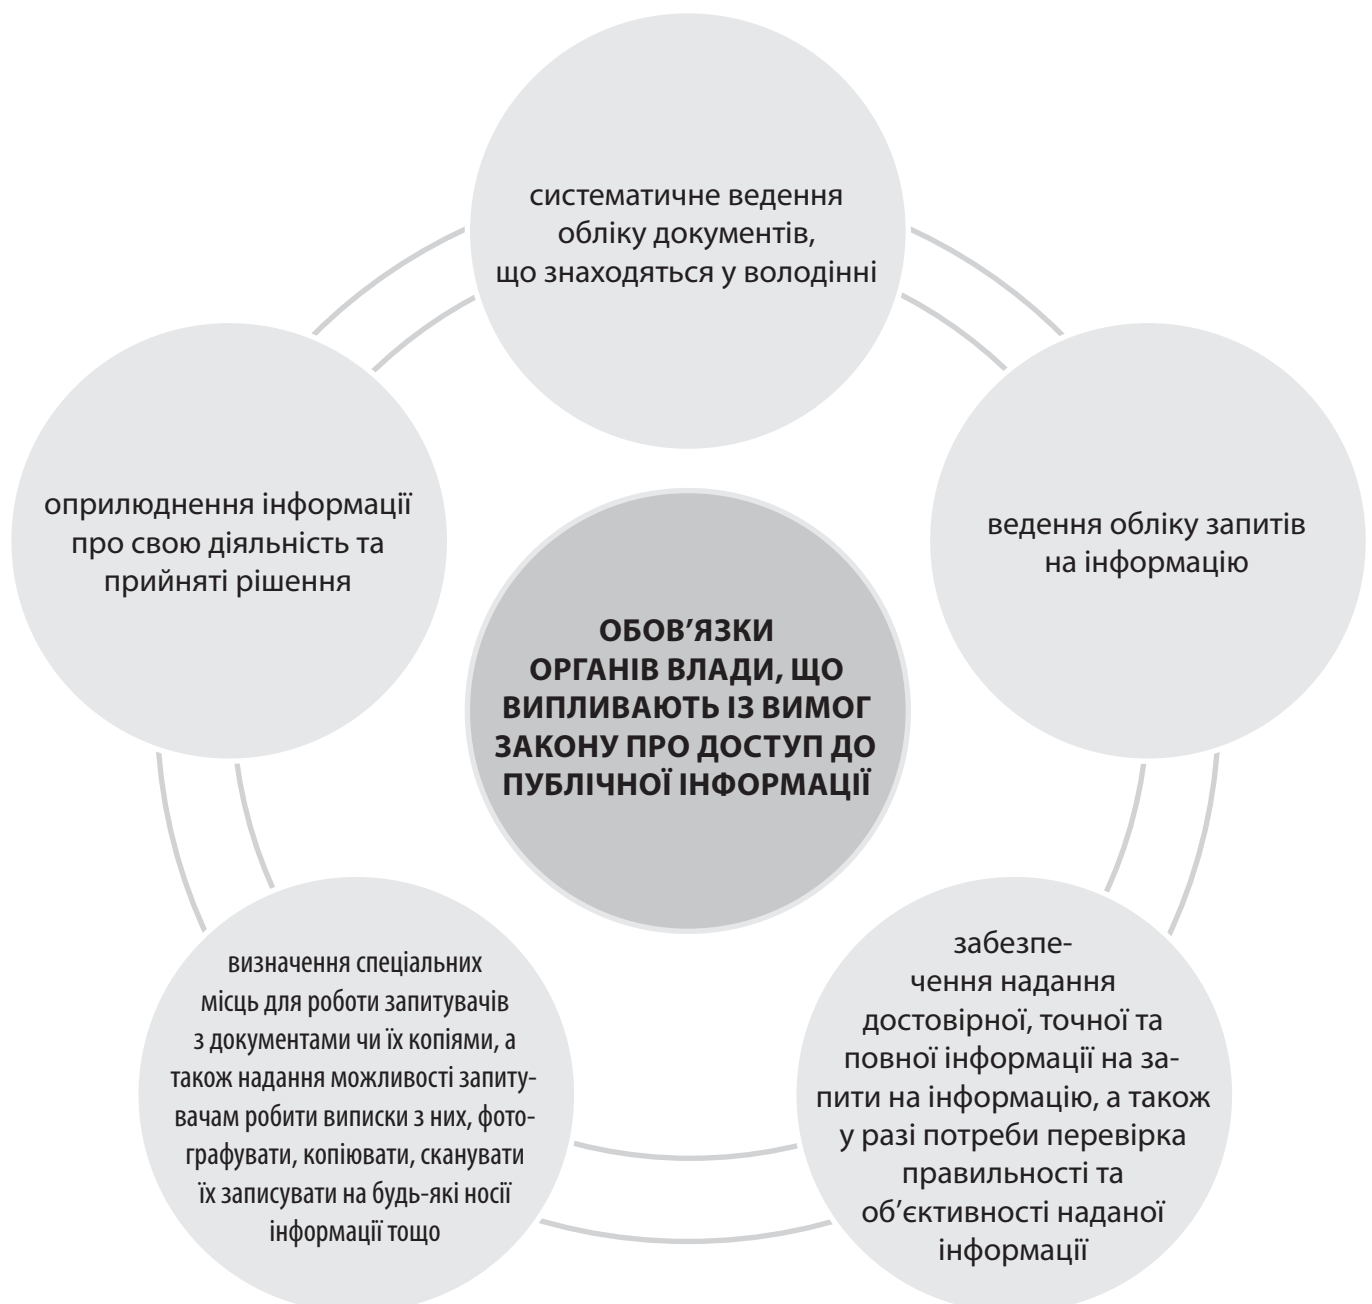 систематичне ведення
обліку документів,
що знаходяться у володінні
оприлюднення інформації
про свою діяльність та
прийняті рішення
ведення обліку запитів
на інформацію
ОБОВ’ЯЗКИ
ОРГАНІВ ВЛАДИ, ЩО
ВИПЛИВАЮТЬ ІЗ ВИМОГ
ЗАКОНУ ПРО ДОСТУП ДО
ПУБЛІЧНОЇ ІНФОРМАЦІЇ
визначення спеціальних
місць для роботи запитувачів
з документами чи їх копіями, а
також надання можливості запиту-
вачам робити виписки з них, фото-
графувати, копіювати, сканувати
їх записувати на будь-які носії
інформації тощо
забезпе-
чення надання
достовірної, точної та
повної інформації на за-
пити на інформацію, а також
у разі потреби перевірка
правильності та
об’єктивності наданої
інформації